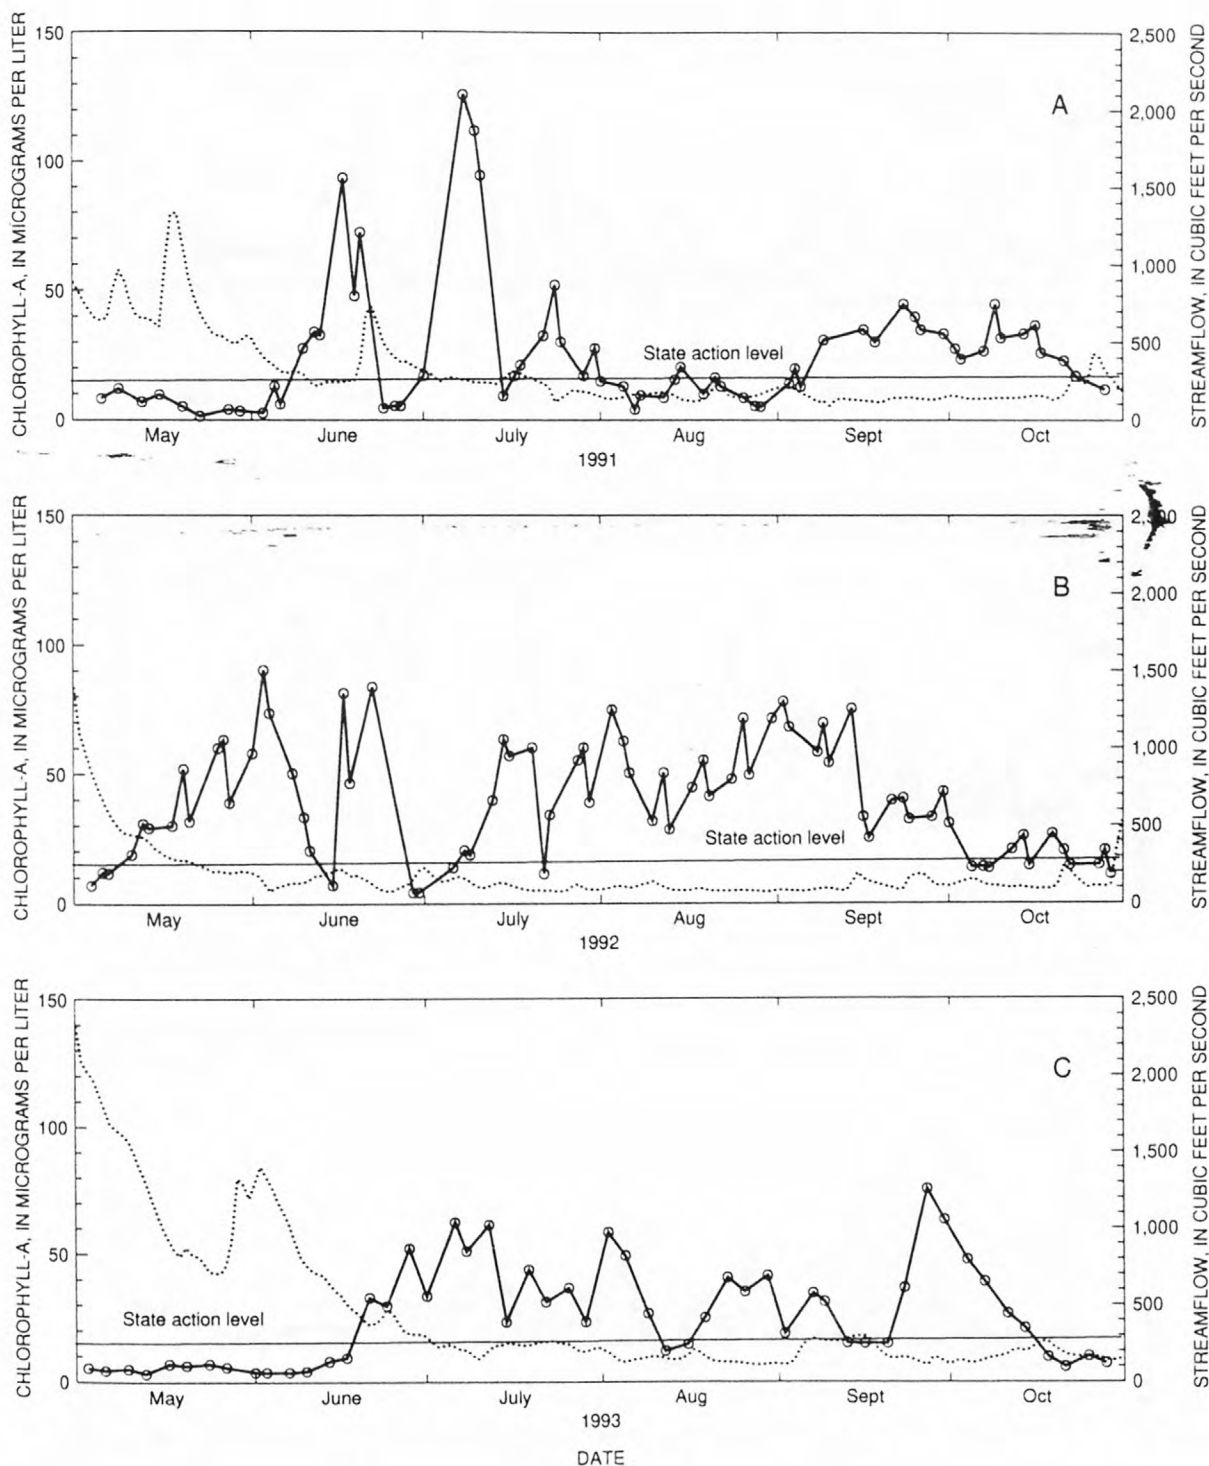 CHLOROPHYLL-A, IN MICROGRAMS PER LITER
150
100
50
0
A
State action level
2,500
2,000
1,500
1,000
500
0
STREAMFLOW, IN CUBIC FEET PER SECOND
May June July Aug Sept Oct
1991
CHLOROPHYLL-A, IN MICROGRAMS PER LITER
150
100
50
0
B
State action level
2,500
2,000
1,500
1,000
500
0
STREAMFLOW, IN CUBIC FEET PER SECOND
May June July Aug Sept Oct
1992
CHLOROPHYLL-A, IN MICROGRAMS PER LITER
150
100
50
0
C
State action level
2,500
2,000
1,500
1,000
500
0
STREAMFLOW, IN CUBIC FEET PER SECOND
May June July Aug Sept Oct
1993
DATE